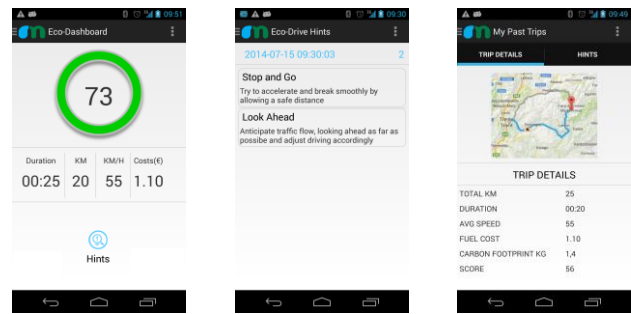 09:51
Eco-Dashboard
73
Duration KM KM/H Costs(€)
00:25 20 55 1.10
Hints
09:30
Eco-Drive Hints
2014-07-15 09:30:03 2
Stop and Go
Try to accelerate and break smoothly by
allowing a safe distance
Look Ahead
Anticipate traffic flow, looking ahead as far as
possibe and adjust driving accordingly
09:49
My Past Trips
TRIP DETAILS HINTS
TRIP DETAILS
TOTAL KM 25
DURATION 00:20
AVG SPEED 55
FUEL COST 1.10
CARBON FOOTPRINT KG 1,4
SCORE 56